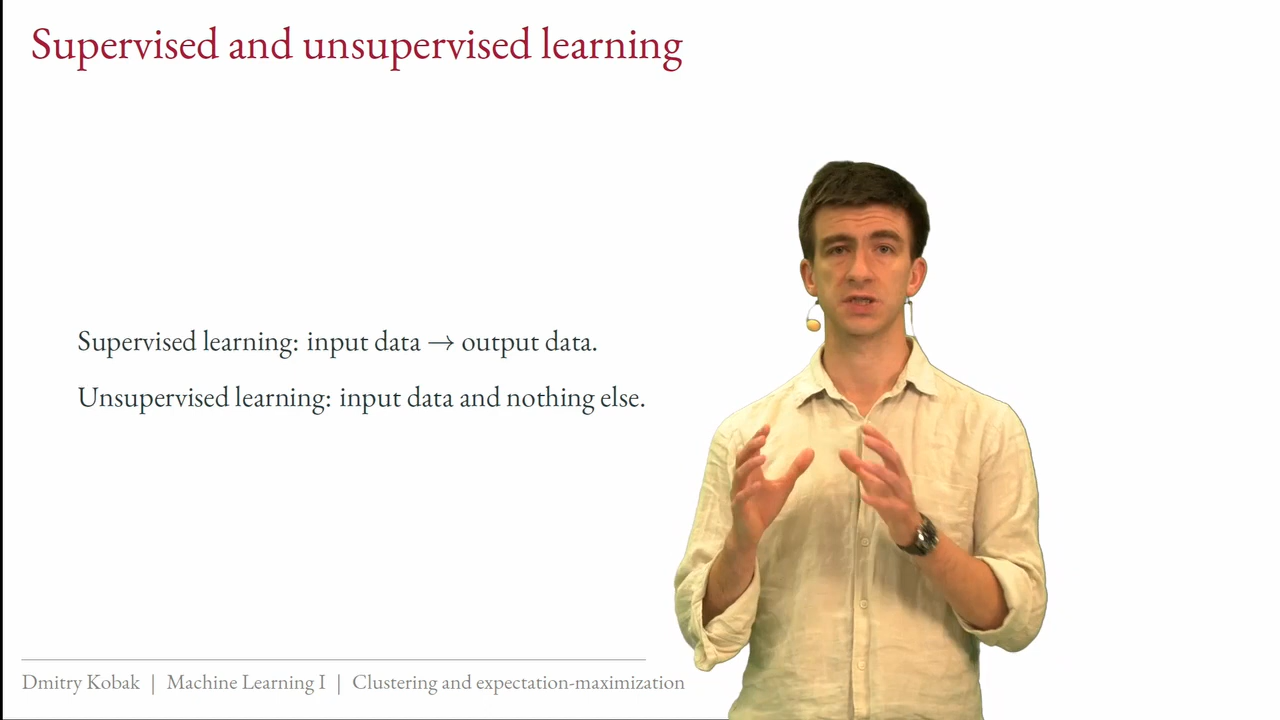 Supervised and unsupervised learning
Supervised learning: input data → output data.
Unsupervised learning: input data and nothing else.
Dmitry Kobak | Machine Learning I | Clustering and expectation-maximization